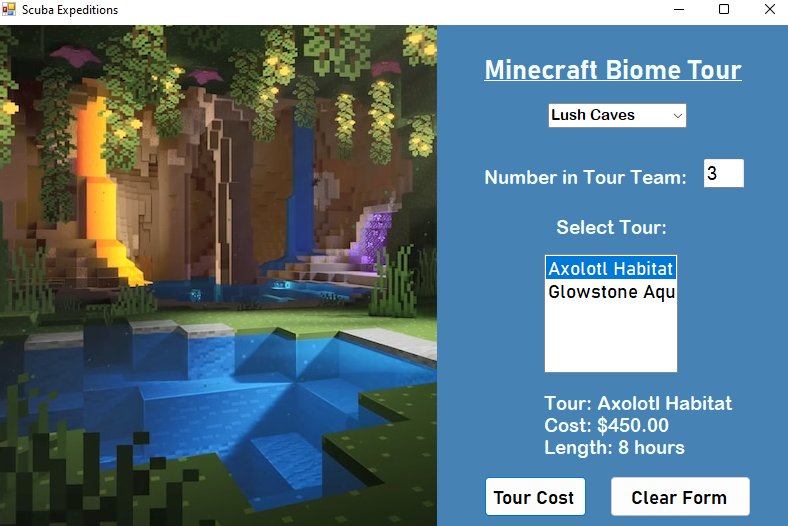 Scuba Expeditions
Minecraft Biome Tour
Lush Caves
Number in Tour Team: 3
Select Tour:
Axolotl Habitat
Glowstone Aqu
Tour: Axolotl Habitat
Cost: $450.00
Length: 8 hours
Tour Cost Clear Form